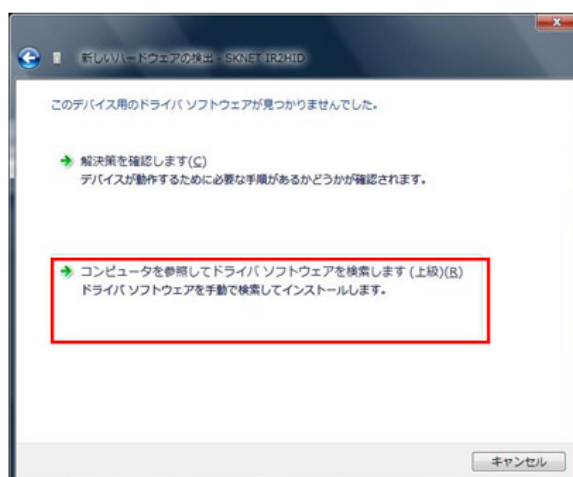 新しいハードウェアの検出 - SKNET IR2HID
このデバイス用のドライバ ソフトウェアが見つかりませんでした。
解決策を確認します(C)
デバイスが動作するために必要な手順があるかどうかが確認されます。
コンピュータを参照してドライバ ソフトウェアを検索します (上級)(R)
ドライバ ソフトウェアを手動で検索してインストールします。
キャンセル